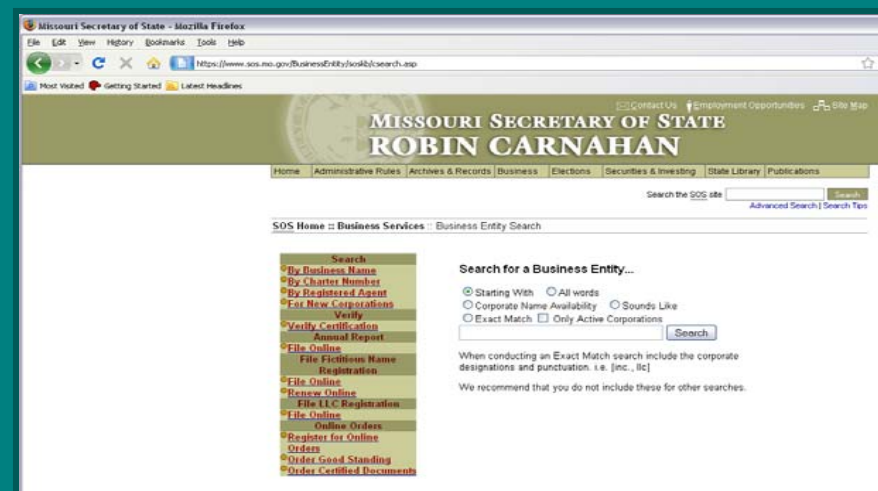 Missouri Secretary of State - Mozilla Firefox
File Edit View History Bookmarks Tools Help
https://www.sos.mo.gov/BusinessEntity/soskb/csearch.asp
Most Visited Getting Started Latest Headlines
Contact Us Employment Opportunities Site Map
MISSOURI SECRETARY OF STATE
ROBIN CARNAHAN
Home Administrative Rules Archives & Records Business Elections Securities & Investing State Library Publications
Search the SOS site Search
Advanced Search | Search Tips
SOS Home :: Business Services :: Business Entity Search
Search
By Business Name
By Charter Number
By Registered Agent
For New Corporations
Verify
Verify Certification
Annual Report
File Online
File Fictitious Name
Registration
File Online
Renew Online
File LLC Registration
File Online
Online Orders
Register for Online
Orders
Order Good Standing
Order Certified Documents
Search for a Business Entity...
Starting With All words
Corporate Name Availability Sounds Like
Exact Match Only Active Corporations
Search
When conducting an Exact Match search include the corporate
designations and punctuation. i.e. [inc., llc]
We recommend that you do not include these for other searches.